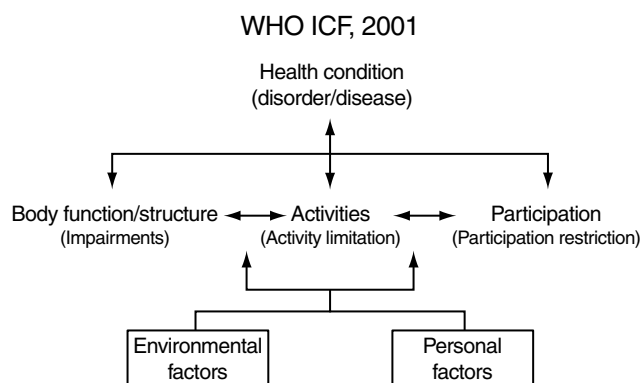 WHO ICF, 2001
Health condition
(disorder/disease)
Body function/structure
(Impairments)
Activities
(Activity limitation)
Participation
(Participation restriction)
Environmental
factors
Personal
factors